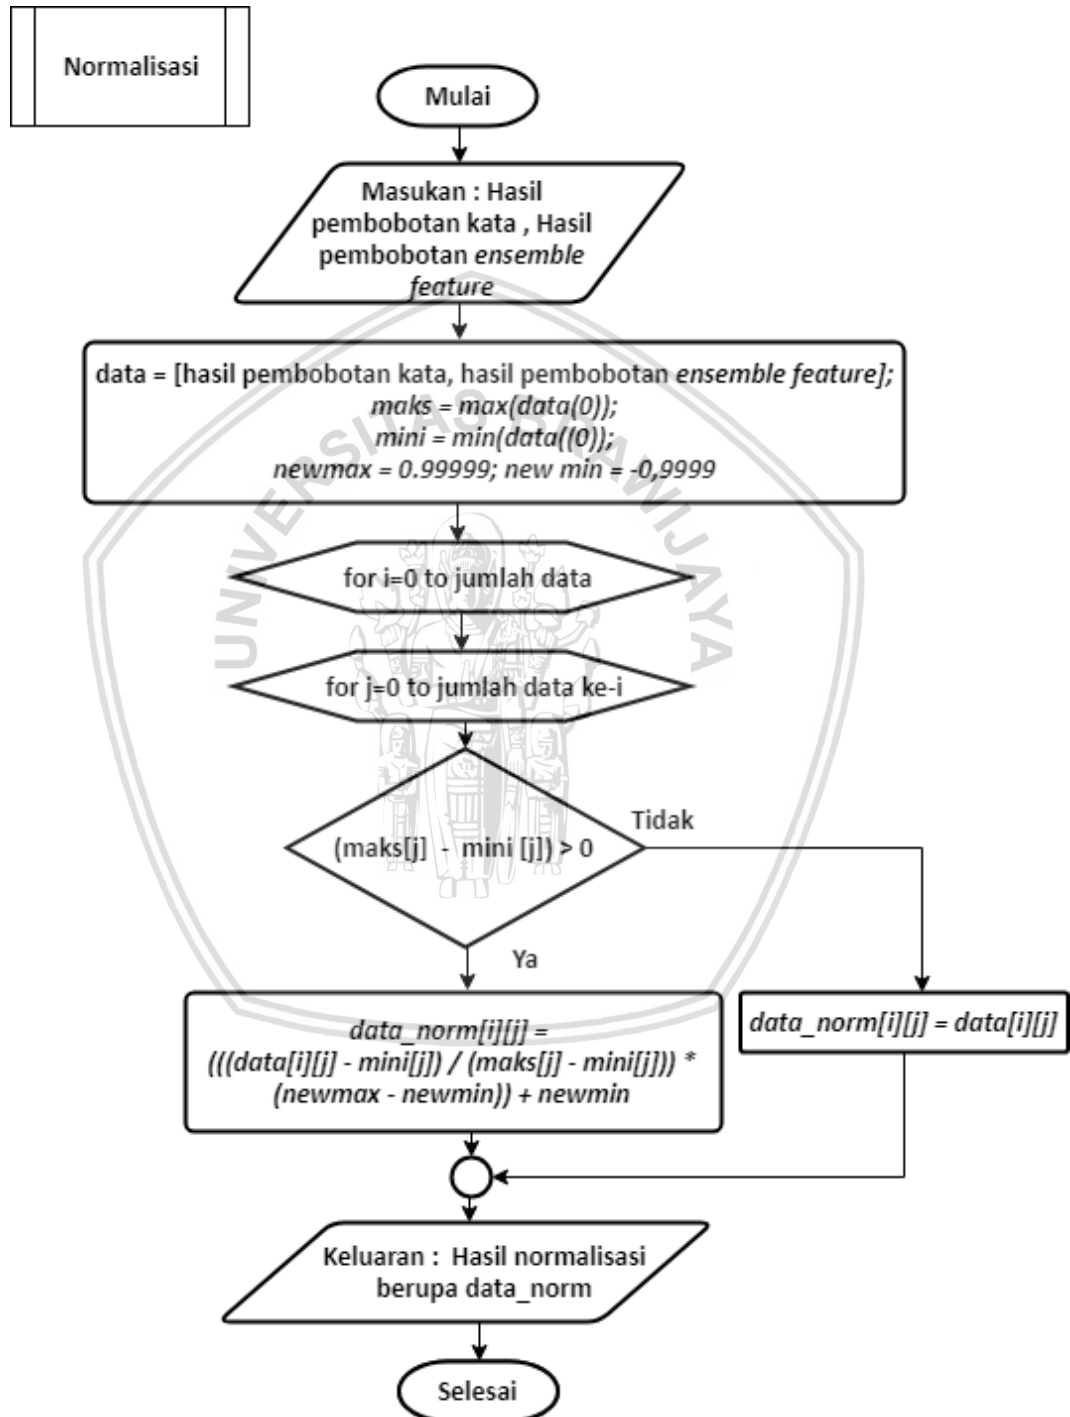 Normalisasi
Mulai
Masukan : Hasil
pembobotan kata , Hasil
pembobotan ensemble
feature
data = [hasil pembobotan kata, hasil pembobotan ensemble feature];
maks = max(data(0));
mini = min(data((0));
newmax = 0.99999; new min = -0,9999
for i=0 to jumlah data
for j=0 to jumlah data ke-i
(maks[j] - mini [j]) > 0
Tidak
Ya
data_norm[i][j] =
(((data[i][j] - mini[j]) / (maks[j] - mini[j])) *
(newmax - newmin)) + newmin
data_norm[i][j] = data[i][j]
Keluaran : Hasil normalisasi
berupa data_norm
Selesai
UNIVERSITAS BRAWIJAYA